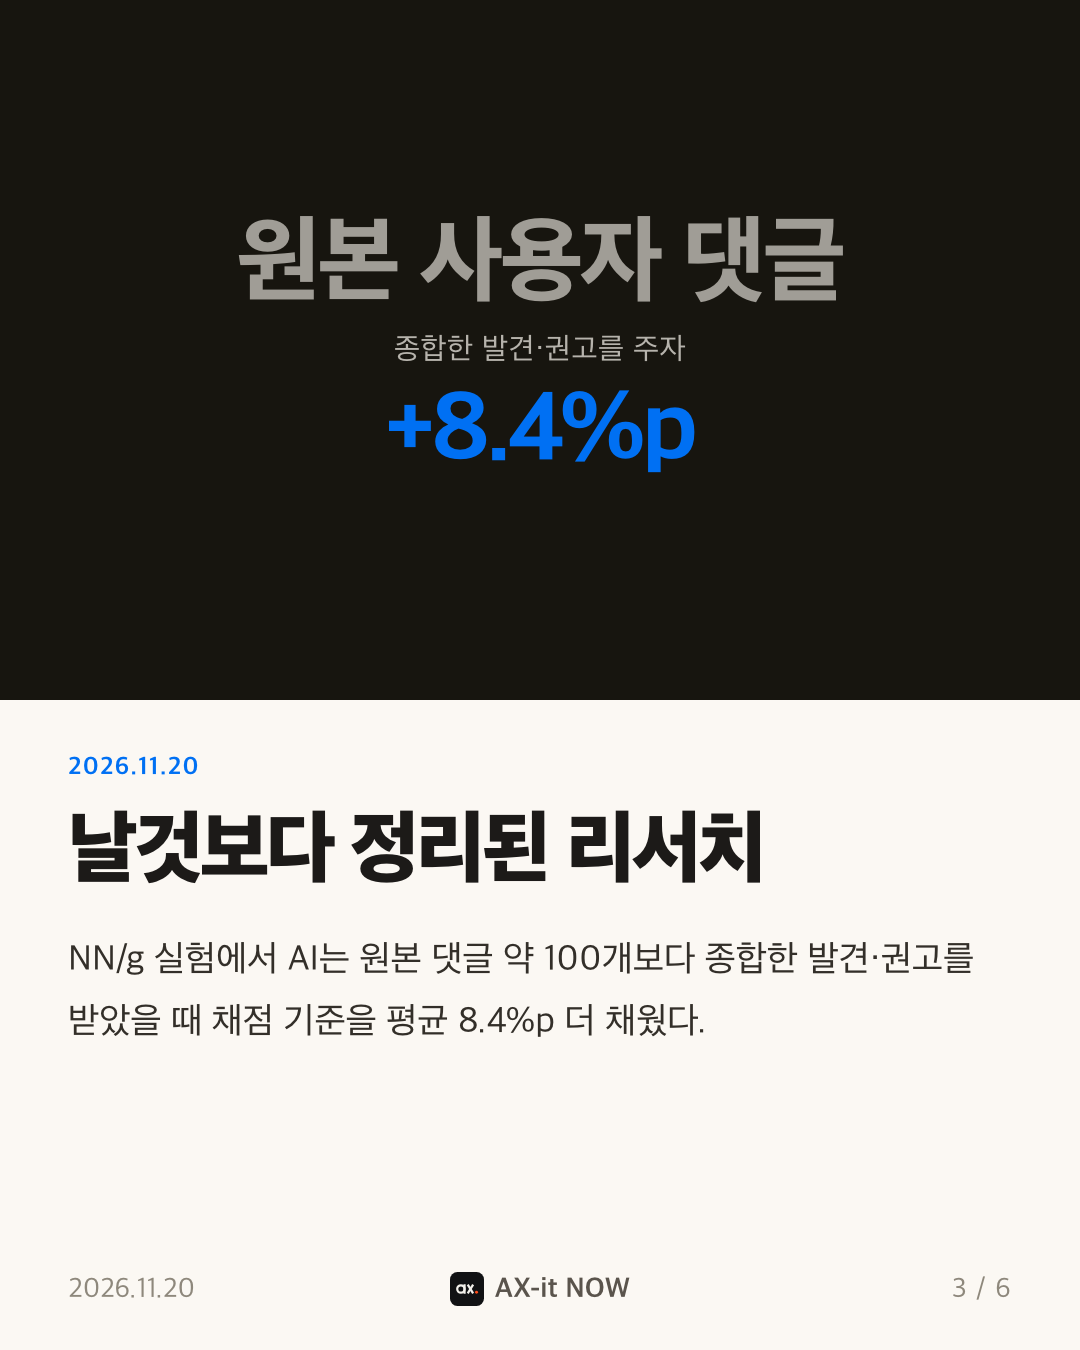 원본 사용자 댓글
종합한 발견·권고를 주자
+8.4%p
2026.11.20
날것보다 정리된 리서치
NN/g 실험에서 AI는 원본 댓글 약 100개보다 종합한 발견·권고를
받았을 때 채점 기준을 평균 8.4%p 더 채웠다.
2026.11.20
ax. AX-it NOW
3 / 6